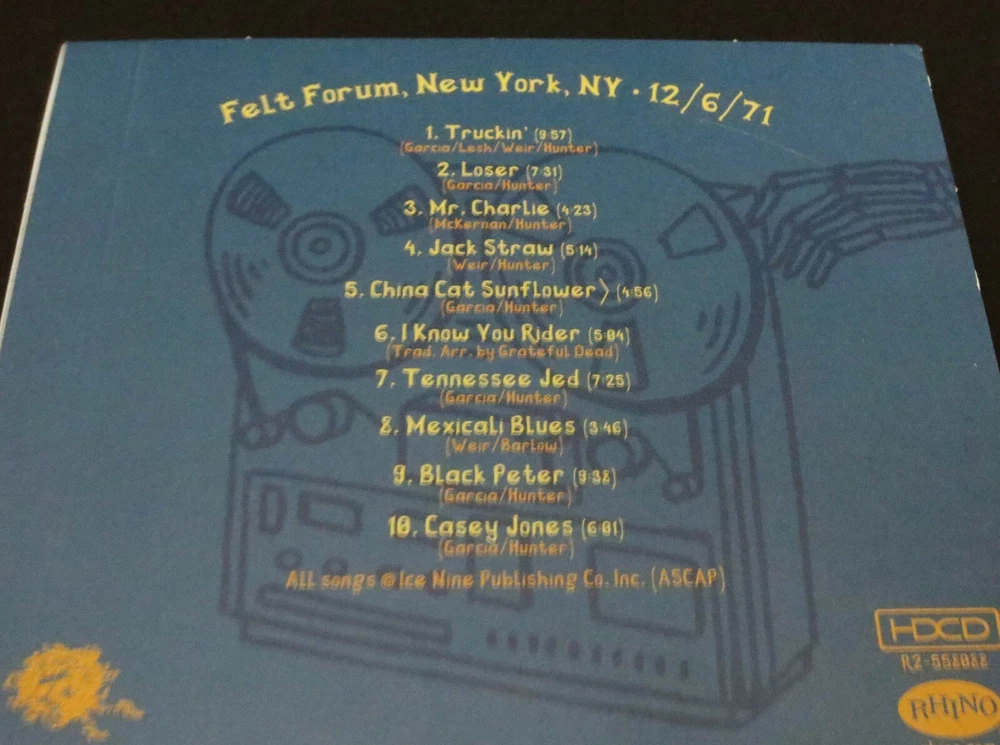 Felt Forum, New York, NY · 12/6/71
1. Truckin' (9:57)
(Garcia/Lesh/Weir/Hunter)
2. Loser (7:31)
(Garcia/Hunter)
3. Mr. Charlie (4:23)
(McKernan/Hunter)
4. Jack Straw (5:14)
(Weir/Hunter)
5. China Cat Sunflower > (4:56)
(Garcia/Hunter)
6. I Know You Rider (5:04)
(Trad. Arr. by Grateful Dead)
7. Tennessee Jed (7:25)
(Garcia/Hunter)
8. Mexicali Blues (3:46)
(Weir/Barlow)
9. Black Peter (9:38)
(Garcia/Hunter)
10. Casey Jones (6:01)
(Garcia/Hunter)
All songs @ Ice Nine Publishing Co. Inc. (ASCAP)
HDCD
R2-558088
RHINO